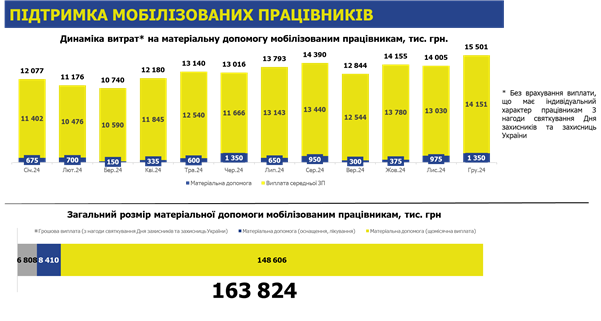 ПІДТРИМКА МОБІЛІЗОВАНИХ ПРАЦІВНИКІВ
Динаміка витрат* на матеріальну допомогу мобілізованим працівникам, тис. грн.
12 077 11 176 10 740 12 180 13 140 13 016 13 793 14 390 12 844 14 155 14 005 15 501
11 402 10 476 10 590 11 845 12 540 11 666 13 143 13 440 12 544 13 780 13 030 14 151
675 700 150 335 600 1 350 650 950 300 375 975 1 350
Січ.24 Лют.24 Бер.24 Кві.24 Тра.24 Чер.24 Лип.24 Сер.24 Вер.24 Жов.24 Лис.24 Гру.24
Матеріальна допомога Виплата середньої ЗП
* Без врахування виплати,
що має індивідуальний
характер працівникам З
нагоди святкування Дня
захисників та захисниць
України
Загальний розмір матеріальної допомоги мобілізованим працівникам, тис. грн
Грошова виплата (з нагоди святкування Дня захисників та захисниць України) Матеріальна допомога (оснащення, лікування) Матеріальна допомога (щомісячна виплата)
6 808 8 410 148 606
163 824